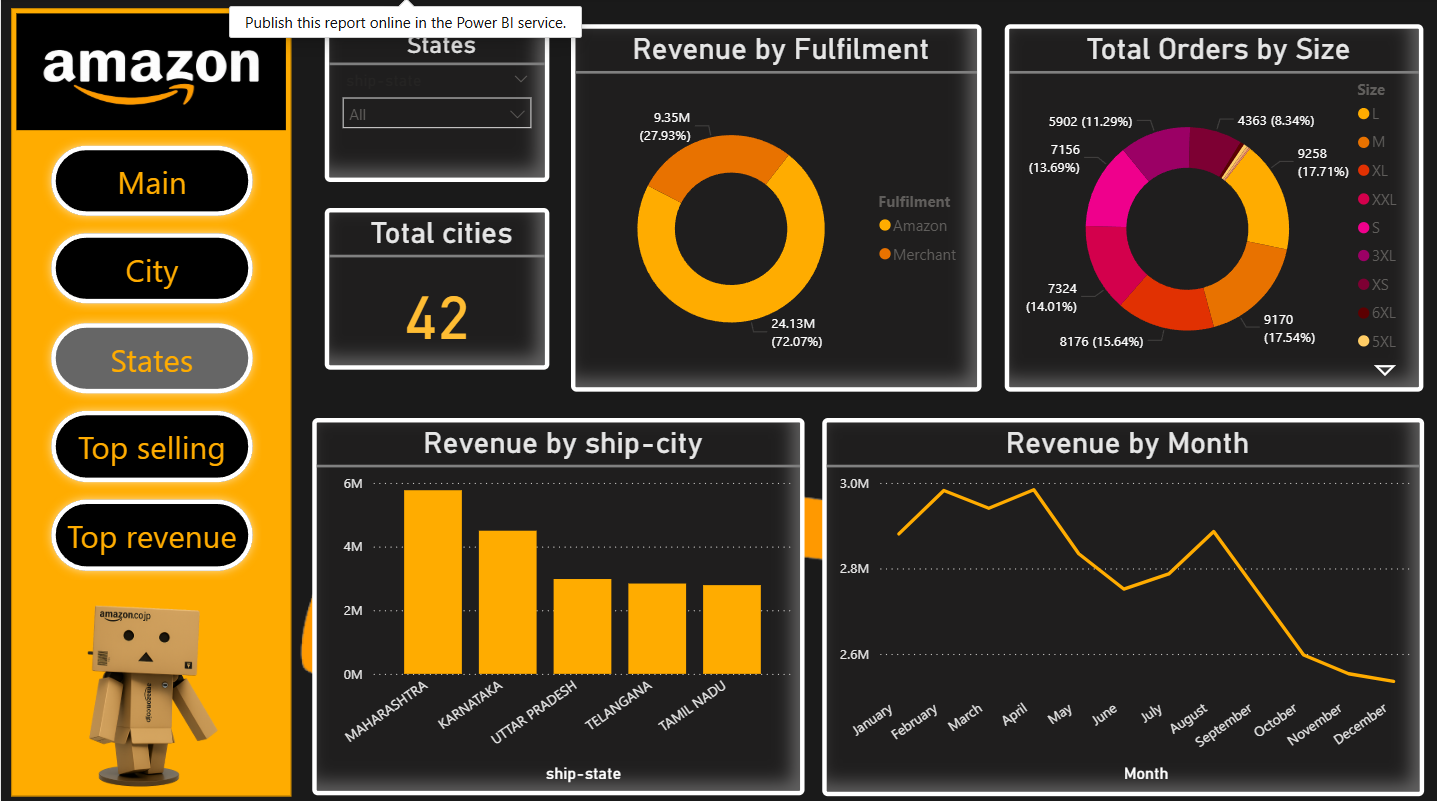 Publish this report online in the Power BI service.
amazon
Main
City
States
Top selling
Top revenue
amazon.co.jp
States
ship-state
All
Total cities
42
Revenue by Fulfilment
9.35M
(27.93%)
24.13M
(72.07%)
Fulfilment
Amazon
Merchant
Total Orders by Size
5902 (11.29%)
4363 (8.34%)
7156
(13.69%)
9258
(17.71%)
7324
(14.01%)
9170
(17.54%)
8176 (15.64%)
Size
L
M
XL
XXL
S
3XL
XS
6XL
5XL
Revenue by ship-city
6M
4M
2M
0M
MAHARASHTRA
KARNATAKA
UTTAR PRADESH
TELANGANA
TAMIL NADU
ship-state
Revenue by Month
3.0M
2.8M
2.6M
January
February
March
April
May
June
July
August
September
October
November
December
Month